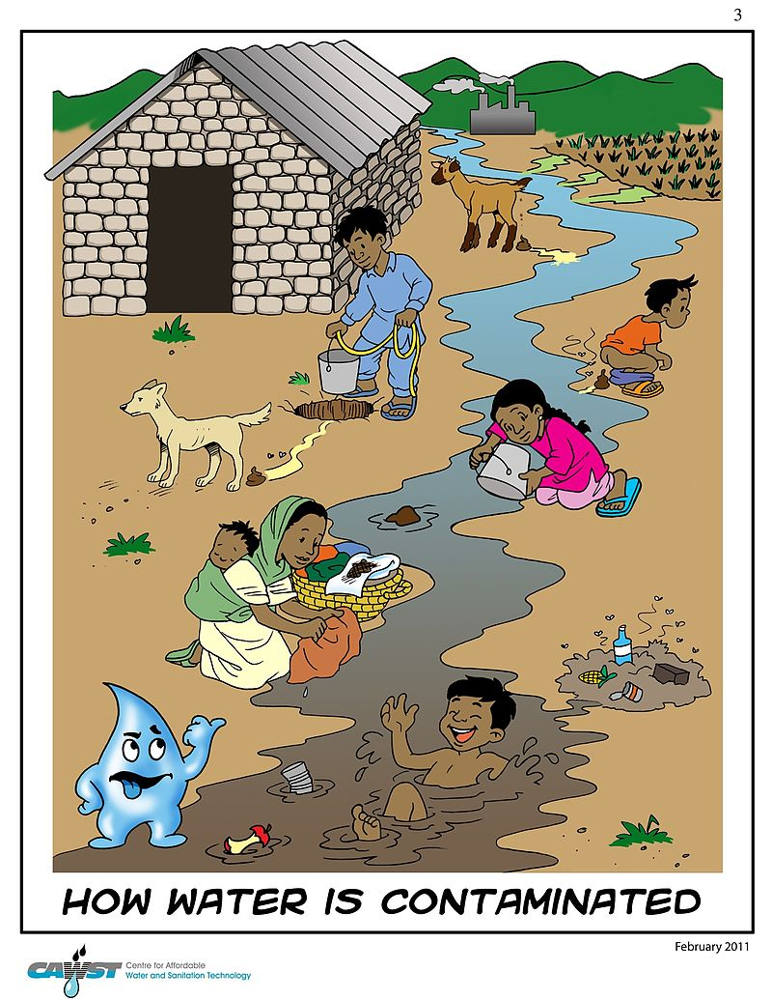 3
HOW WATER IS CONTAMINATED
February 2011
CAWST
Centre for Affordable
Water and Sanitation Technology